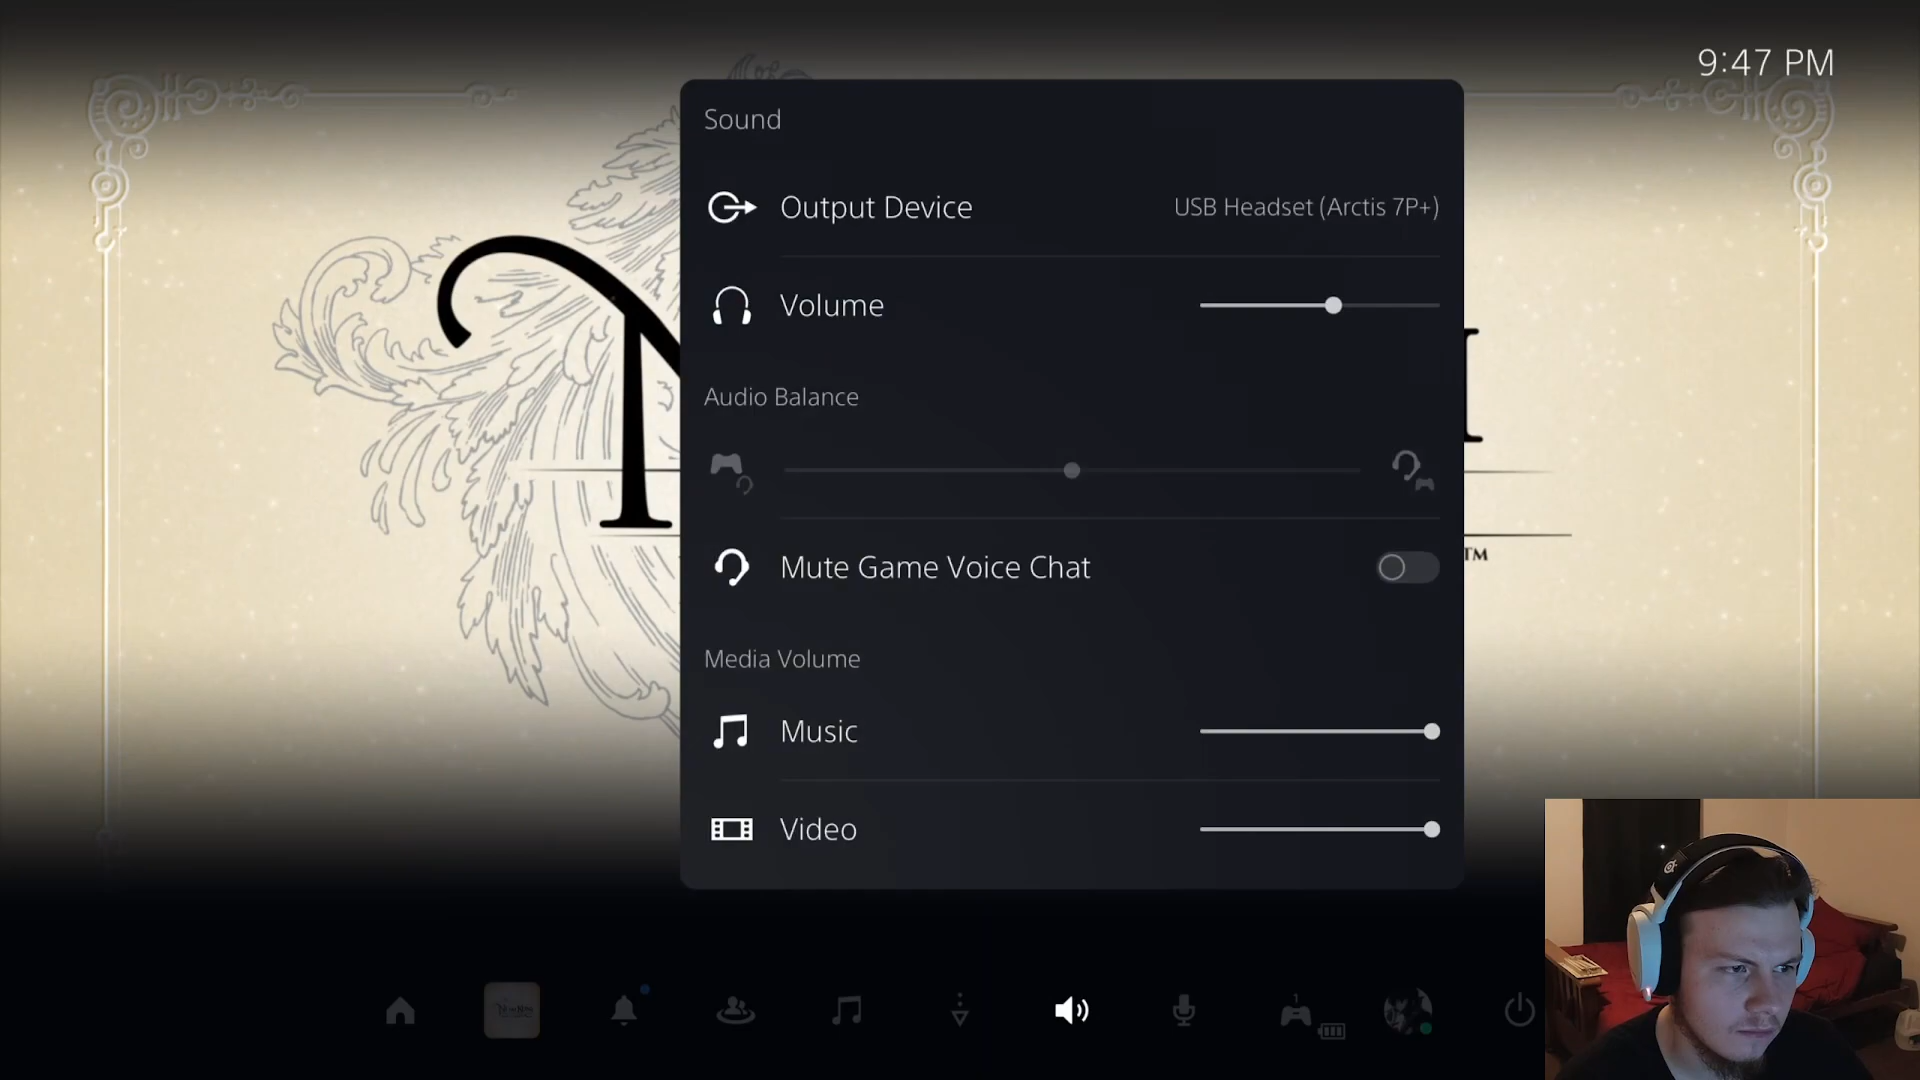 9:47 PM
Sound
Output Device USB Headset (Arctis 7P+)
Volume
Audio Balance
Mute Game Voice Chat
TM
Media Volume
Music
Video
1